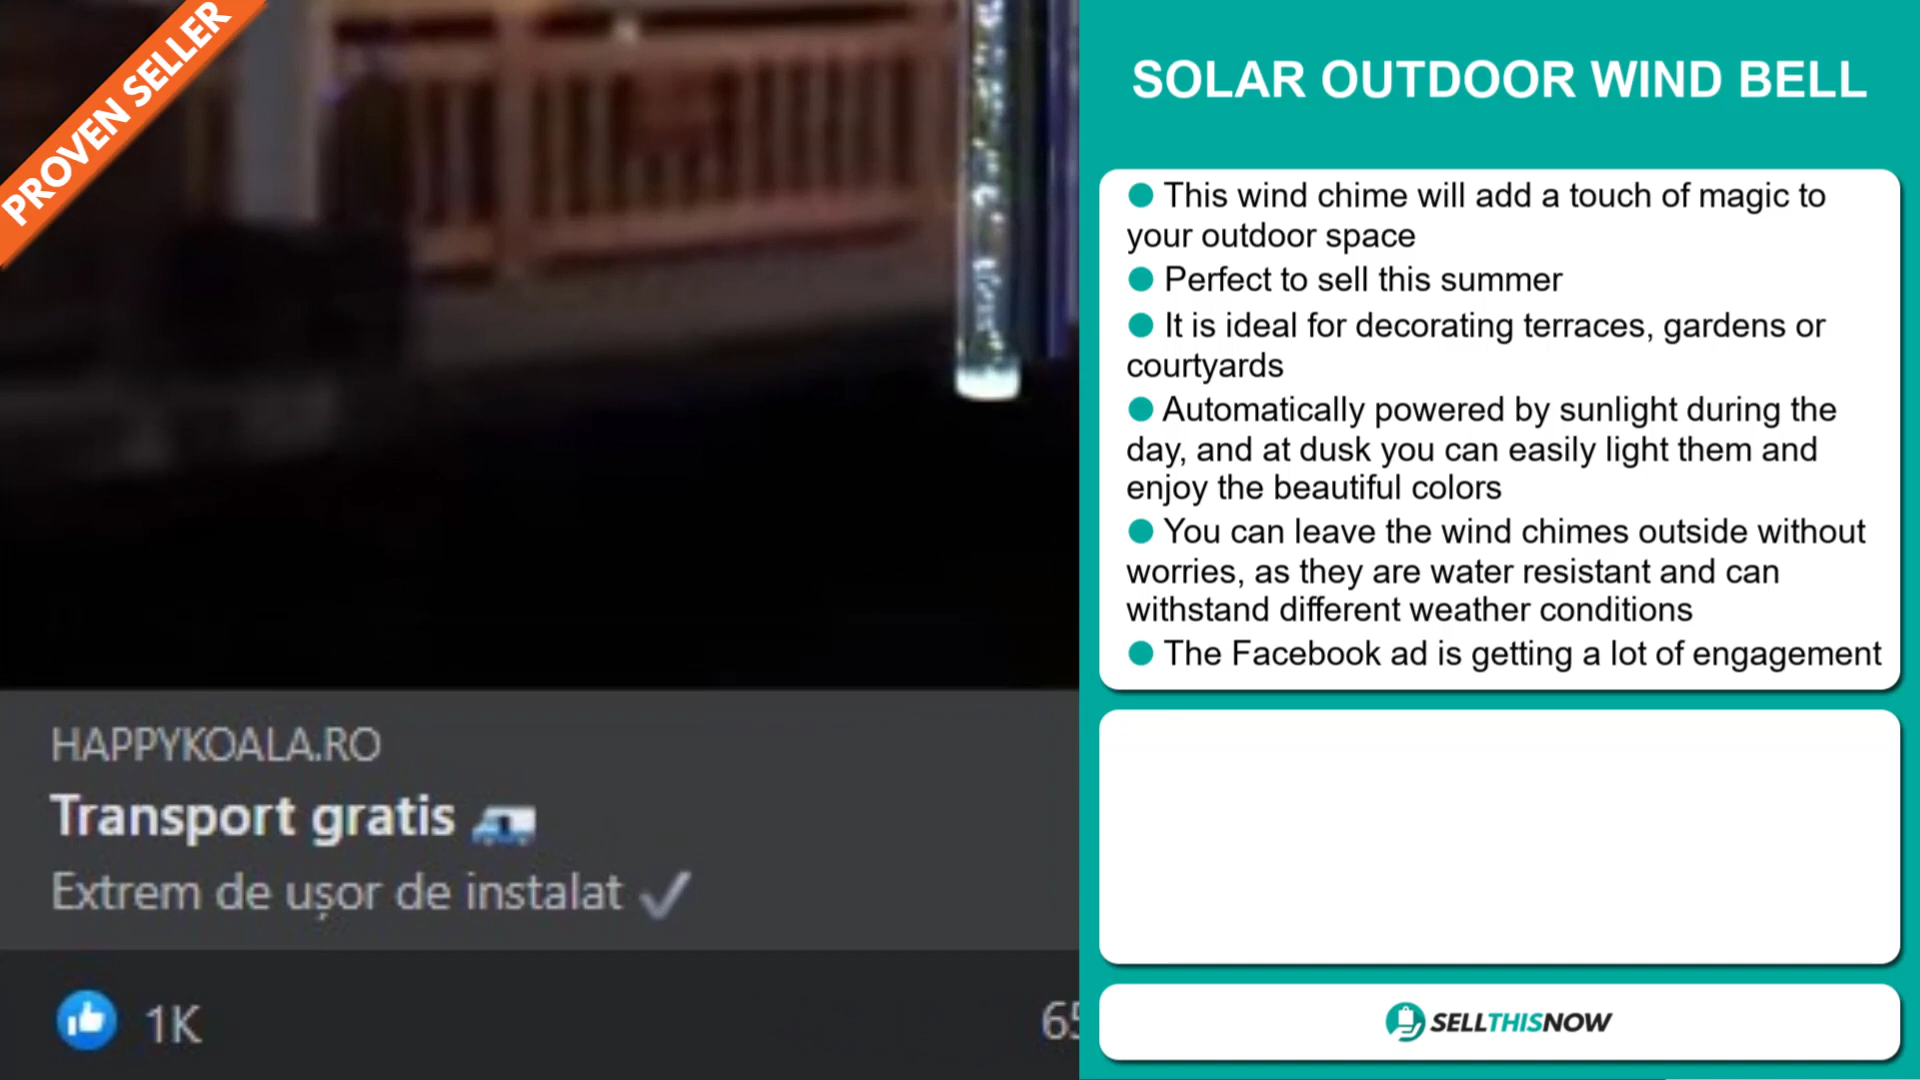 PROVEN SELLER
HAPPYKOALA.RO
Transport gratis
Extrem de ușor de instalat
1K
SOLAR OUTDOOR WIND BELL
This wind chime will add a touch of magic to
your outdoor space
Perfect to sell this summer
It is ideal for decorating terraces, gardens or
courtyards
Automatically powered by sunlight during the
day, and at dusk you can easily light them and
enjoy the beautiful colors
You can leave the wind chimes outside without
worries, as they are water resistant and can
withstand different weather conditions
The Facebook ad is getting a lot of engagement
SELLTHISNOW